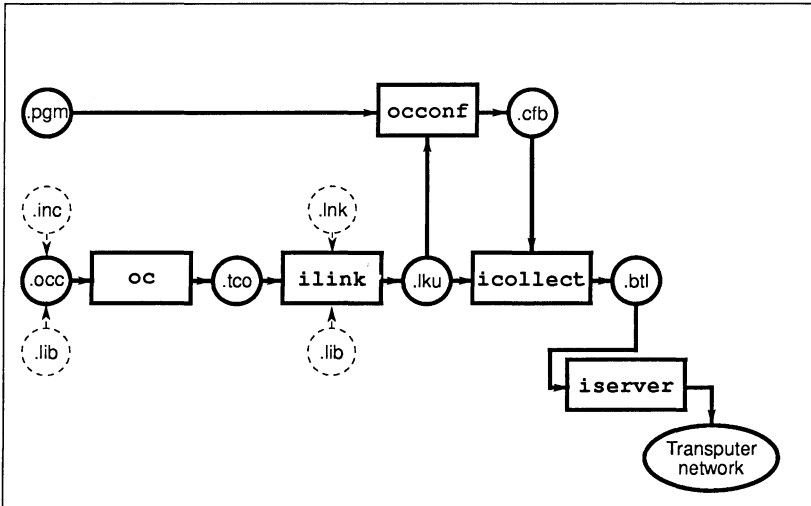 .pgm
occonf
.cfb
.inc
.lnk
.occ
oc
.tco
ilink
.lku
icollect
.btl
.lib
.lib
iserver
Transputer
network